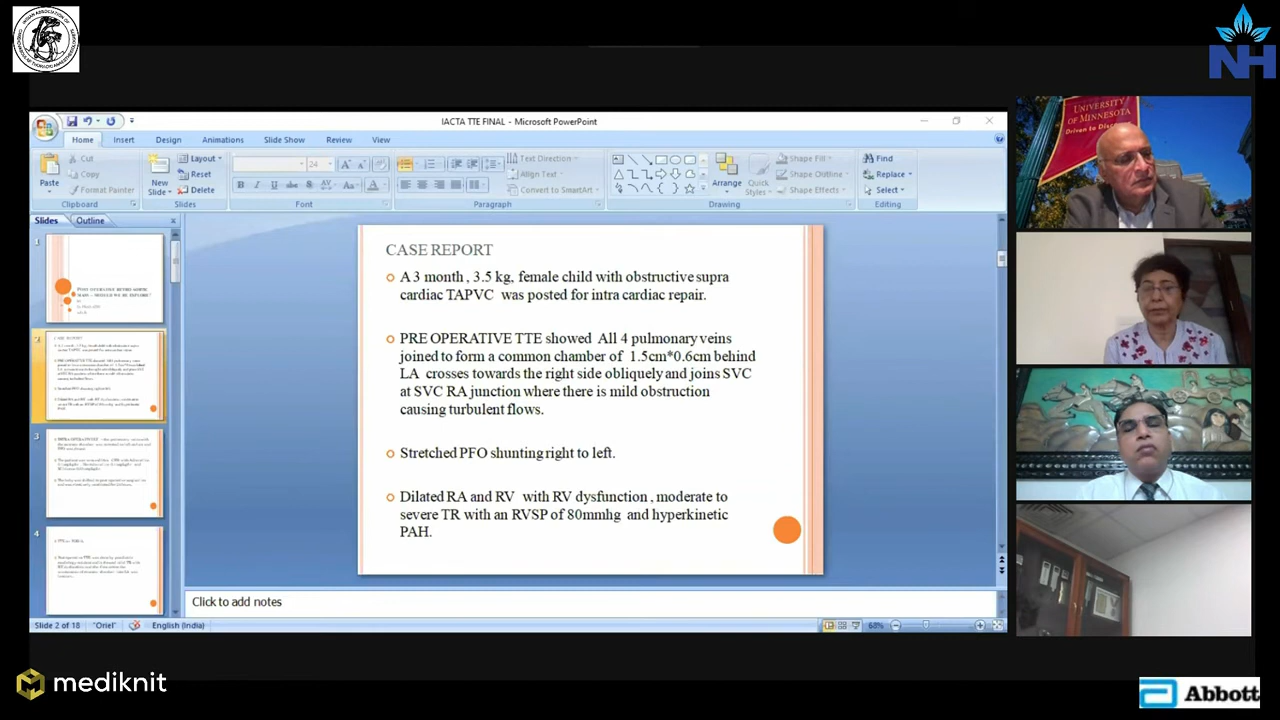 NH
UNIVERSITY
OF MINNESOTA
Driven to Disc
IACTA TTE FINAL - Microsoft PowerPoint
Home Insert Design Animations Slide Show Review View
Paste
Cut
Copy
Format Painter
Clipboard
New
Slide
Layout
Reset
Delete
Slides
24
Font
Text Direction
Align Text
Convert to SmartArt
Paragraph
Arrange
Quick
Styles
Shape Fill
Shape Outline
Shape Effects
Drawing
Find
Replace
Select
Editing
Slides Outline
1
2
3
4
CASE REPORT
A 3 month , 3.5 kg, female child with obstructive supra
cardiac TAPVC was posted for intra cardiac repair.
PRE OPERATIVE TTE showed All 4 pulmonary veins
joined to form a common chamber of 1.5cm*0.6cm behind
LA crosses towards the right side obliquely and joins SVC
at SVC RA junction where there is mild obstruction
causing turbulent flows.
Stretched PFO shunting right to left.
Dilated RA and RV with RV dysfunction , moderate to
severe TR with an RVSP of 80mmhg and hyperkinetic
PAH.
Click to add notes
Slide 2 of 18 "Oriel" English (India) 68%
mediknit
Abbott